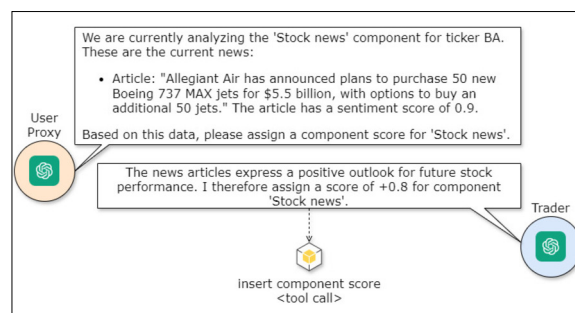 We are currently analyzing the 'Stock news' component for ticker BA.
These are the current news:
• Article: "Allegiant Air has announced plans to purchase 50 new
Boeing 737 MAX jets for $5.5 billion, with options to buy an
additional 50 jets." The article has a sentiment score of 0.9.
Based on this data, please assign a component score for 'Stock news'.
User
Proxy
The news articles express a positive outlook for future stock
performance. I therefore assign a score of +0.8 for component
'Stock news'.
Trader
insert component score
<tool call>